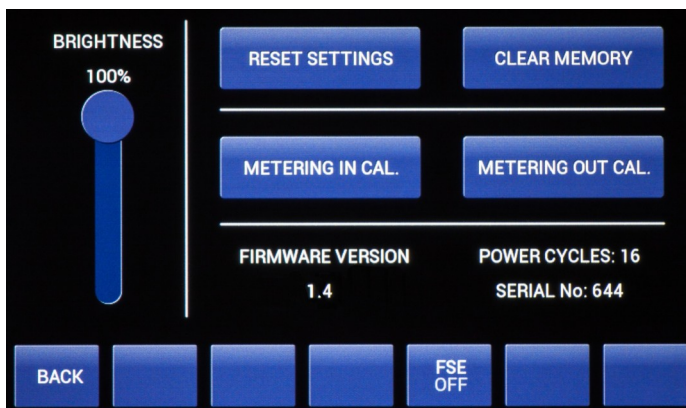 BRIGHTNESS
100%
RESET SETTINGS
CLEAR MEMORY
METERING IN CAL.
METERING OUT CAL.
FIRMWARE VERSION
1.4
POWER CYCLES: 16
SERIAL No: 644
BACK
FSE
OFF